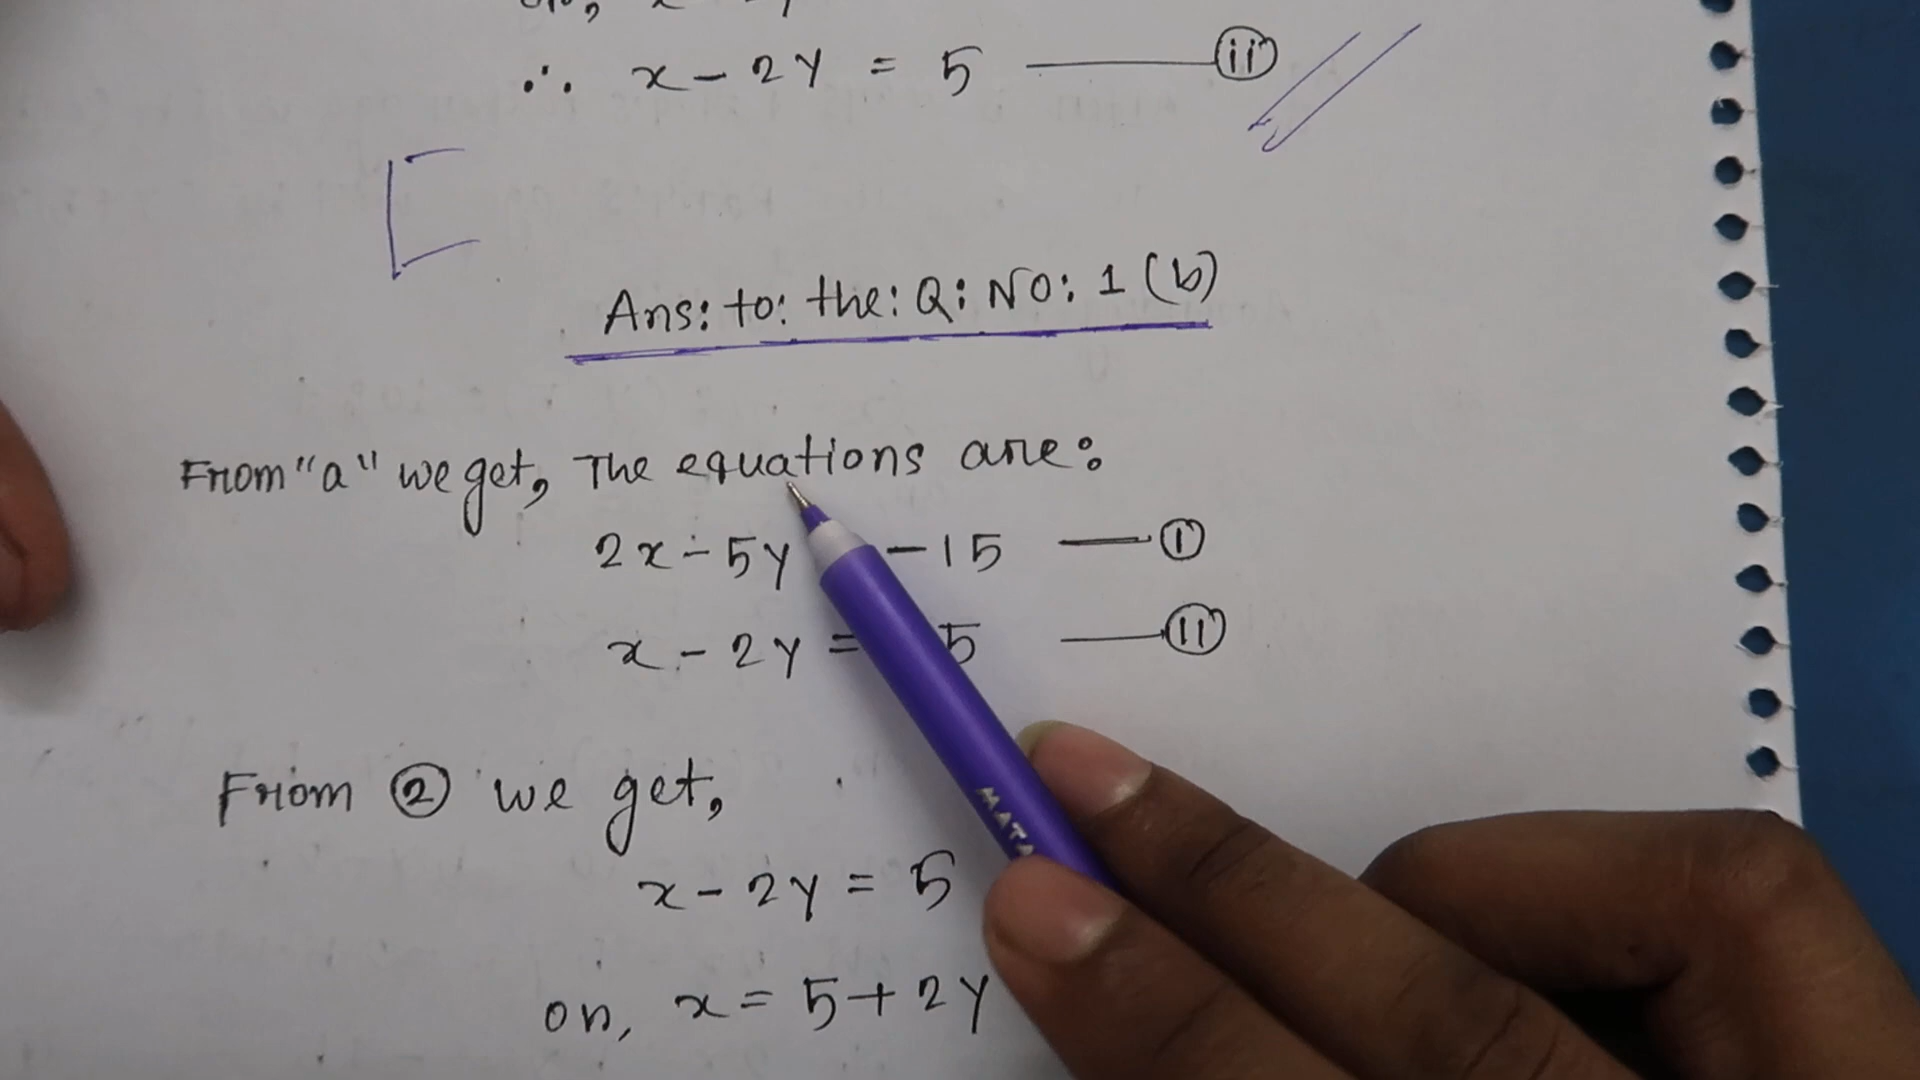 ∴ x - 2y = 5 —— (ii)
Ans: to: the: Q: NO: 1 (b)
From "a" we get, The equations are:
2x - 5y -15 —— (i)
x - 2y = 5 —— (ii)
From (2) we get,
x - 2y = 5
or, x = 5 + 2y